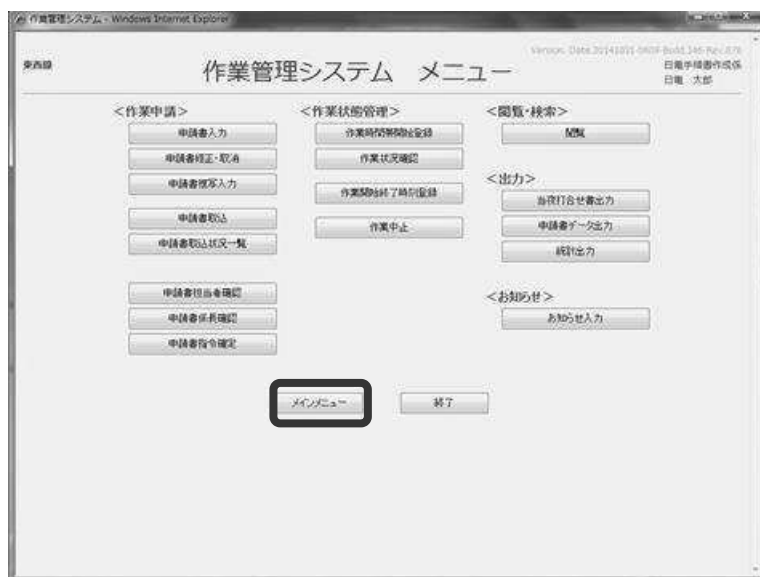 作業管理システム - Windows Internet Explorer
東西線
作業管理システム メニュー
日電 太郎
<作業申請>
申請書入力
申請書修正・取消
申請書複写入力
申請書取込
申請書取込状況一覧
申請書担当者確認
申請書係長確認
申請書指令確定
<作業状態管理>
作業時間帯開始登録
作業状況確認
作業開始終了時刻登録
作業中止
<閲覧・検索>
閲覧
<出力>
当夜打合せ書出力
申請書データ出力
統計出力
<お知らせ>
お知らせ入力
メインメニュー
終了